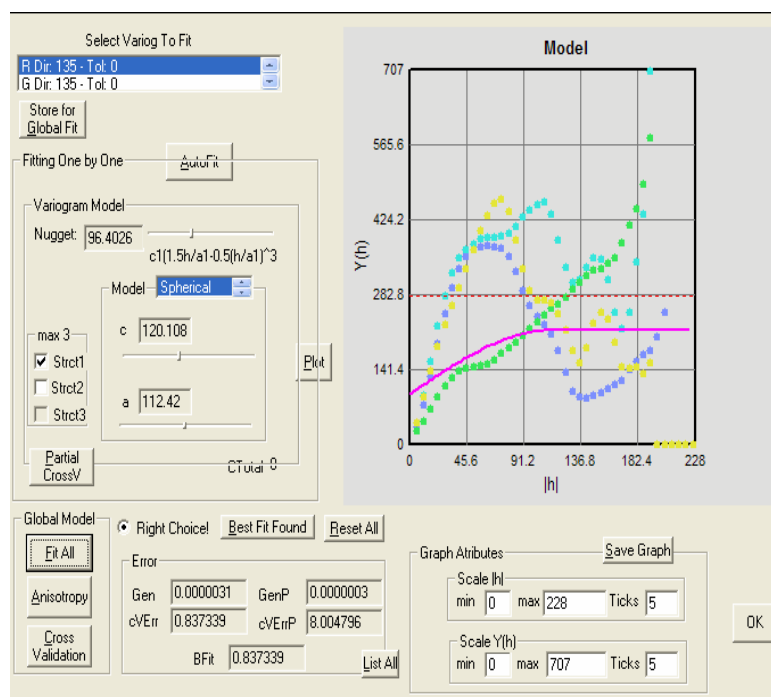 Select Variog To Fit
R Dir: 135 - Tol: 0
G Dir: 135 - Tol: 0
Store for
Global Fit
Fitting One by One
AutoFit
Variogram Model
Nugget: 96.4026
c1(1.5h/a1-0.5(h/a1)^3
Model Spherical
max 3
Strct1
Strct2
Strct3
c 120.108
a 112.42
Plot
Partial
CrossV
CTotal 0
Model
Y (h)
707
565.6
424.2
282.8
141.4
0
0 45.6 91.2 136.8 182.4 228
|h|
Global Model
Fit All
Anisotropy
Cross
Validation
Right Choice!
Best Fit Found
Reset All
Error
Gen 0.0000031 GenP 0.0000003
cVErr 0.837339 cVErrP 8.004796
BFit 0.837339
List All
Graph Atributes
Save Graph
Scale |h|
min 0 max 228 Ticks 5
Scale Y(h)
min 0 max 707 Ticks 5
OK